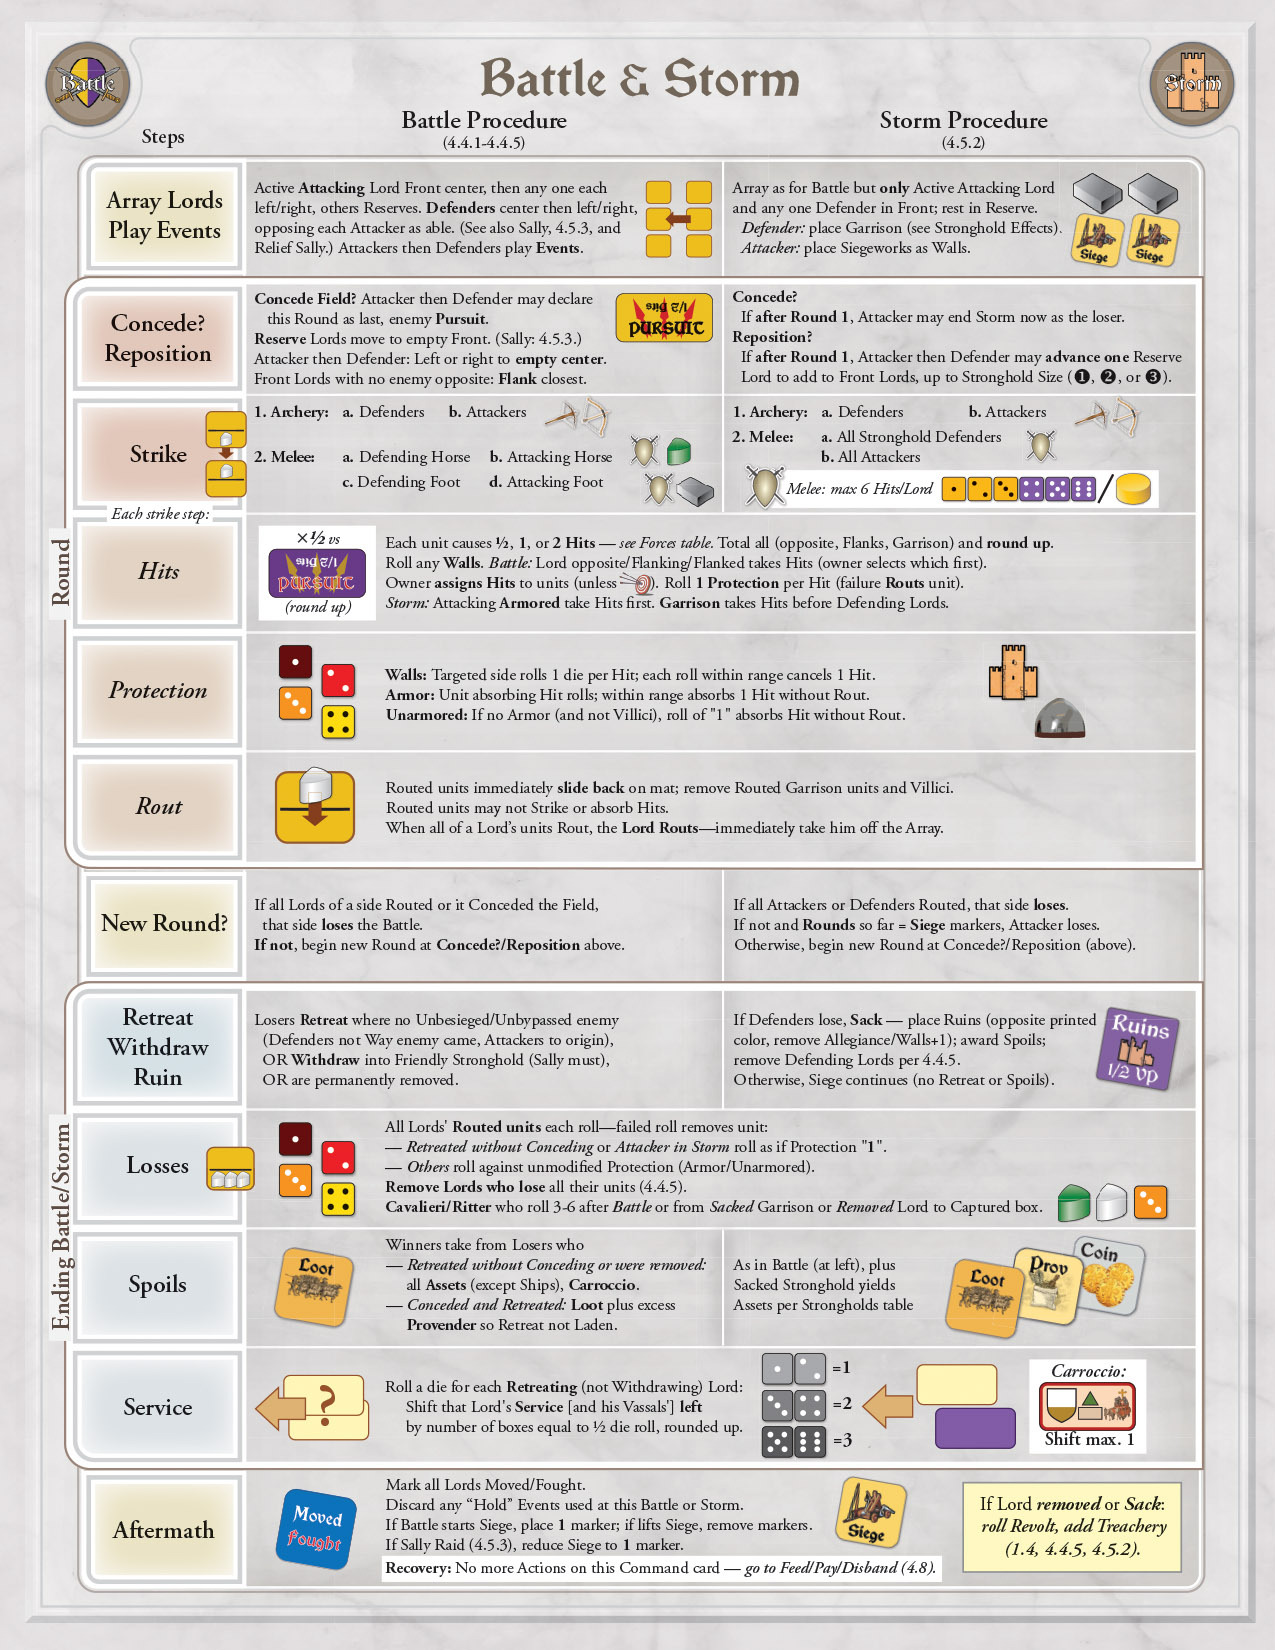 Battle
Battle & Storm
Storm
Steps
Battle Procedure
(4.4.1-4.4.5)
Storm Procedure
(4.5.2)
Array Lords
Play Events
Active Attacking Lord Front center, then any one each
left/right, others Reserves. Defenders center then left/right,
opposing each Attacker as able. (See also Sally, 4.5.3, and
Relief Sally.) Attackers then Defenders play Events.
Array as for Battle but only Active Attacking Lord
and any one Defender in Front; rest in Reserve.
Defender: place Garrison (see Stronghold Effects).
Attacker: place Siegeworks as Walls.
Siege
Siege
Round
Concede?
Reposition
Concede Field? Attacker then Defender may declare
this Round as last, enemy Pursuit.
Reserve Lords move to empty Front. (Sally: 4.5.3.)
Attacker then Defender: Left or right to empty center.
Front Lords with no enemy opposite: Flank closest.
1/2 Hits
PURSUIT
Concede?
If after Round 1, Attacker may end Storm now as the loser.
Reposition?
If after Round 1, Attacker then Defender may advance one Reserve
Lord to add to Front Lords, up to Stronghold Size (❶, ❷, or ❸).
Strike
1. Archery: a. Defenders b. Attackers
2. Melee: a. Defending Horse b. Attacking Horse
c. Defending Foot d. Attacking Foot
1. Archery: a. Defenders b. Attackers
2. Melee: a. All Stronghold Defenders
b. All Attackers
Melee: max 6 Hits/Lord /
Each strike step:
Hits
×½ vs
1/2 Hits
PURSUIT
(round up)
Each unit causes ½, 1, or 2 Hits — see Forces table. Total all (opposite, Flanks, Garrison) and round up.
Roll any Walls. Battle: Lord opposite/Flanking/Flanked takes Hits (owner selects which first).
Owner assigns Hits to units (unless ). Roll 1 Protection per Hit (failure Routs unit).
Storm: Attacking Armored take Hits first. Garrison takes Hits before Defending Lords.
Protection
Walls: Targeted side rolls 1 die per Hit; each roll within range cancels 1 Hit.
Armor: Unit absorbing Hit rolls; within range absorbs 1 Hit without Rout.
Unarmored: If no Armor (and not Villici), roll of "1" absorbs Hit without Rout.
Rout
Routed units immediately slide back on mat; remove Routed Garrison units and Villici.
Routed units may not Strike or absorb Hits.
When all of a Lord's units Rout, the Lord Routs—immediately take him off the Array.
New Round?
If all Lords of a side Routed or it Conceded the Field,
that side loses the Battle.
If not, begin new Round at Concede?/Reposition above.
If all Attackers or Defenders Routed, that side loses.
If not and Rounds so far = Siege markers, Attacker loses.
Otherwise, begin new Round at Concede?/Reposition (above).
Ending Battle/Storm
Retreat
Withdraw
Ruin
Losers Retreat where no Unbesieged/Unbypassed enemy
(Defenders not Way enemy came, Attackers to origin),
OR Withdraw into Friendly Stronghold (Sally must),
OR are permanently removed.
If Defenders lose, Sack — place Ruins (opposite printed
color, remove Allegiance/Walls+1); award Spoils;
remove Defending Lords per 4.4.5.
Otherwise, Siege continues (no Retreat or Spoils).
Ruins
1/2 VP
Losses
All Lords' Routed units each roll—failed roll removes unit:
— Retreated without Conceding or Attacker in Storm roll as if Protection "1".
— Others roll against unmodified Protection (Armor/Unarmored).
Remove Lords who lose all their units (4.4.5).
Cavalieri/Ritter who roll 3-6 after Battle or from Sacked Garrison or Removed Lord to Captured box.
Spoils
Loot
Winners take from Losers who
— Retreated without Conceding or were removed:
all Assets (except Ships), Carroccio.
— Conceded and Retreated: Loot plus excess
Provender so Retreat not Laden.
As in Battle (at left), plus
Sacked Stronghold yields
Assets per Strongholds table
Loot
Prov
Coin
Service
?
Roll a die for each Retreating (not Withdrawing) Lord:
Shift that Lord's Service [and his Vassals'] left
by number of boxes equal to ½ die roll, rounded up.
=1
=2
=3
Carroccio:
Shift max. 1
Aftermath
Moved
Fought
Mark all Lords Moved/Fought.
Discard any “Hold” Events used at this Battle or Storm.
If Battle starts Siege, place 1 marker; if lifts Siege, remove markers.
If Sally Raid (4.5.3), reduce Siege to 1 marker.
Recovery: No more Actions on this Command card — go to Feed/Pay/Disband (4.8).
Siege
If Lord removed or Sack:
roll Revolt, add Treachery
(1.4, 4.4.5, 4.5.2).